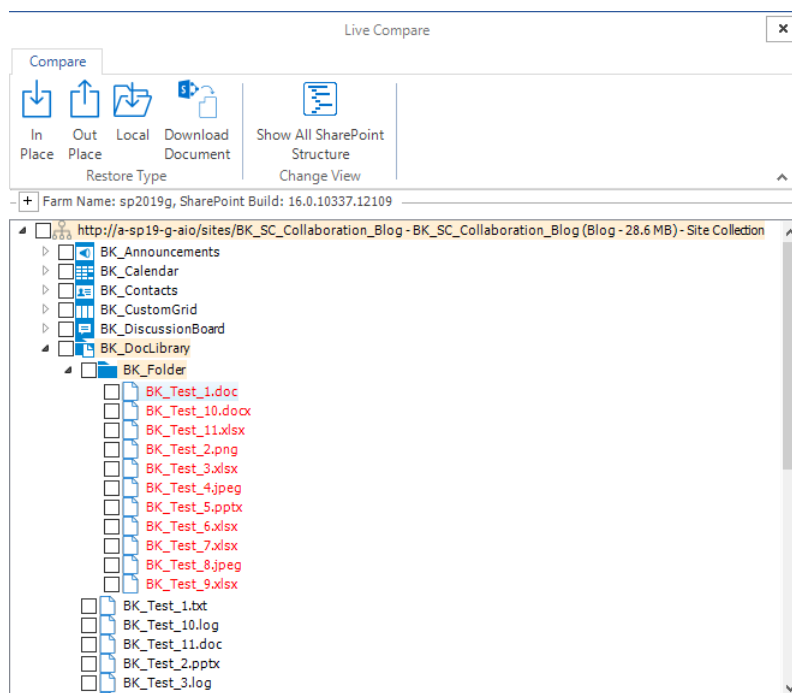 Live Compare
Compare
In Place
Out Place
Local
Download Document
Show All SharePoint Structure
Restore Type
Change View
Farm Name: sp2019g, SharePoint Build: 16.0.10337.12109
http://a-sp19-g-aio/sites/BK_SC_Collaboration_Blog - BK_SC_Collaboration_Blog (Blog - 28.6 MB) - Site Collection
BK_Announcements
BK_Calendar
BK_Contacts
BK_CustomGrid
BK_DiscussionBoard
BK_DocLibrary
BK_Folder
BK_Test_1.doc
BK_Test_10.docx
BK_Test_11.xlsx
BK_Test_2.png
BK_Test_3.xlsx
BK_Test_4.jpeg
BK_Test_5.pptx
BK_Test_6.xlsx
BK_Test_7.xlsx
BK_Test_8.jpeg
BK_Test_9.xlsx
BK_Test_1.txt
BK_Test_10.log
BK_Test_11.doc
BK_Test_2.pptx
BK_Test_3.log